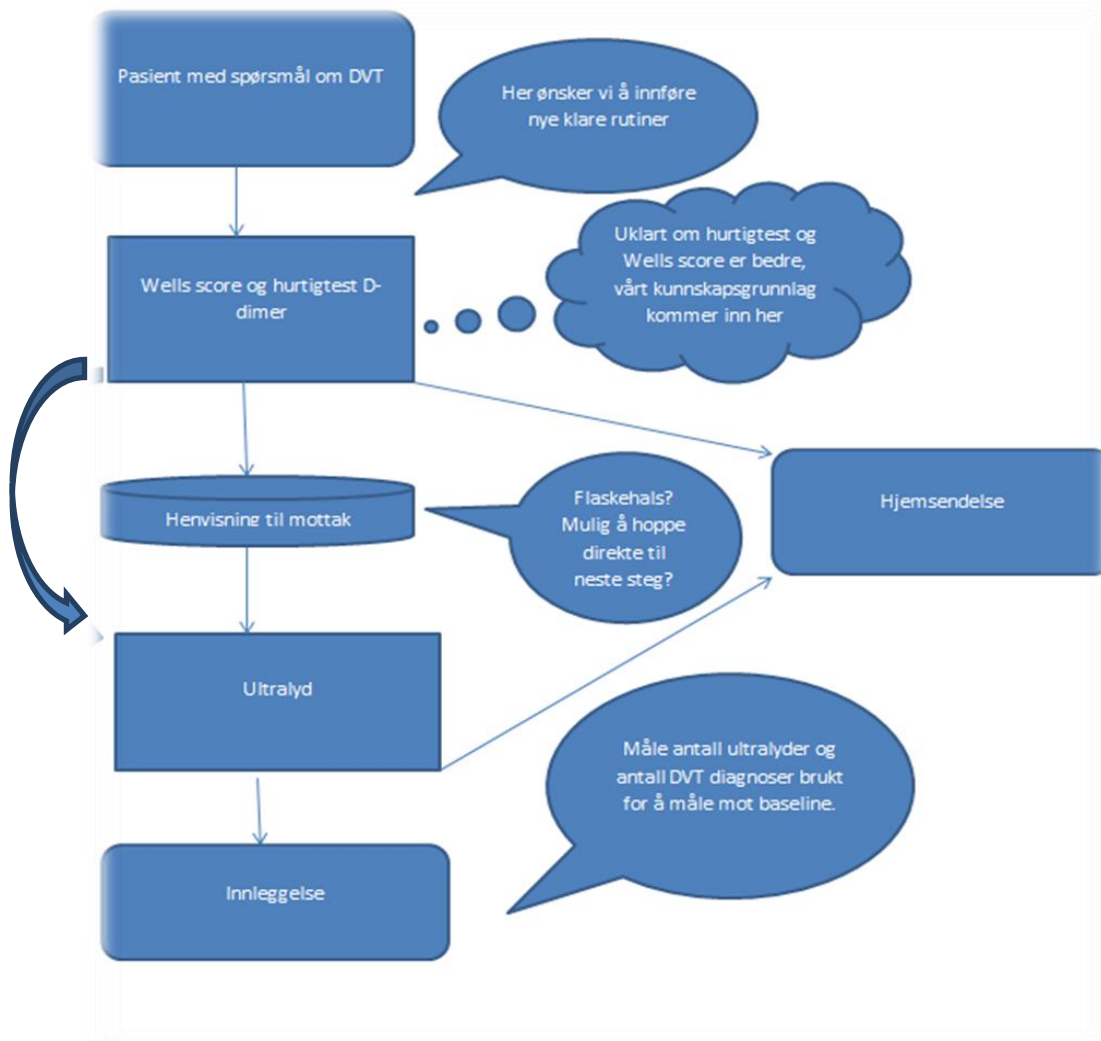 Pasient med spørsmål om DVT
Her ønsker vi å innføre
nye klare rutiner
Uklart om hurtigtest og
Wells score er bedre,
vårt kunnskapsgrunnlag
kommer inn her
Wells score og hurtigtest D-
dimer
Flaskehals?
Mulig å hoppe
direkte til
neste steg?
Henvisning til mottak
Hjemsendelse
Ultralyd
Måle antall ultralyder og
antall DVT diagnoser brukt
for å måle mot baseline.
Innleggelse